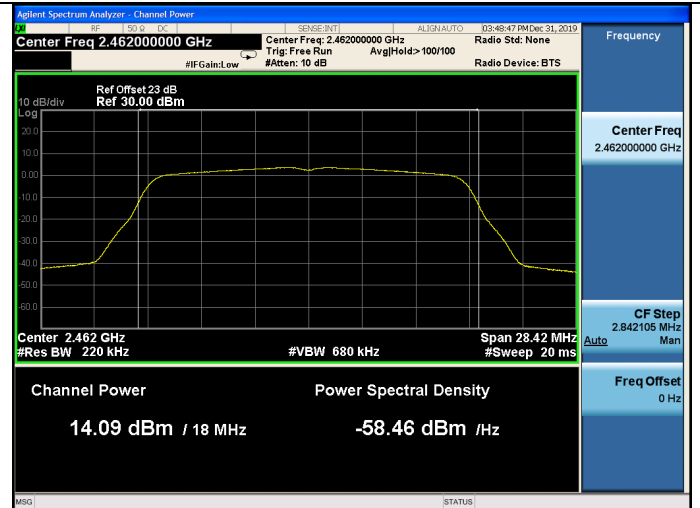 Agilent Spectrum Analyzer - Channel Power
RF 50 Ω DC SENSE:INT ALIGNAUTO 03:48:47 PM Dec 31, 2019
Center Freq 2.462000000 GHz
Center Freq: 2.462000000 GHz
Radio Std: None
Trig: Free Run
Avg|Hold:>100/100
#IFGain:Low
#Atten: 10 dB
Radio Device: BTS
Ref Offset 23 dB
10 dB/div Ref 30.00 dBm
Log
20.0
10.0
0.00
-10.0
-20.0
-30.0
-40.0
-50.0
-60.0
Center 2.462 GHz
Span 28.42 MHz
#Res BW 220 kHz
#VBW 680 kHz
#Sweep 20 ms
Channel Power
Power Spectral Density
14.09 dBm / 18 MHz
-58.46 dBm /Hz
MSG
STATUS
Frequency
Center Freq
2.462000000 GHz
CF Step
2.842105 MHz
Auto Man
Freq Offset
0 Hz